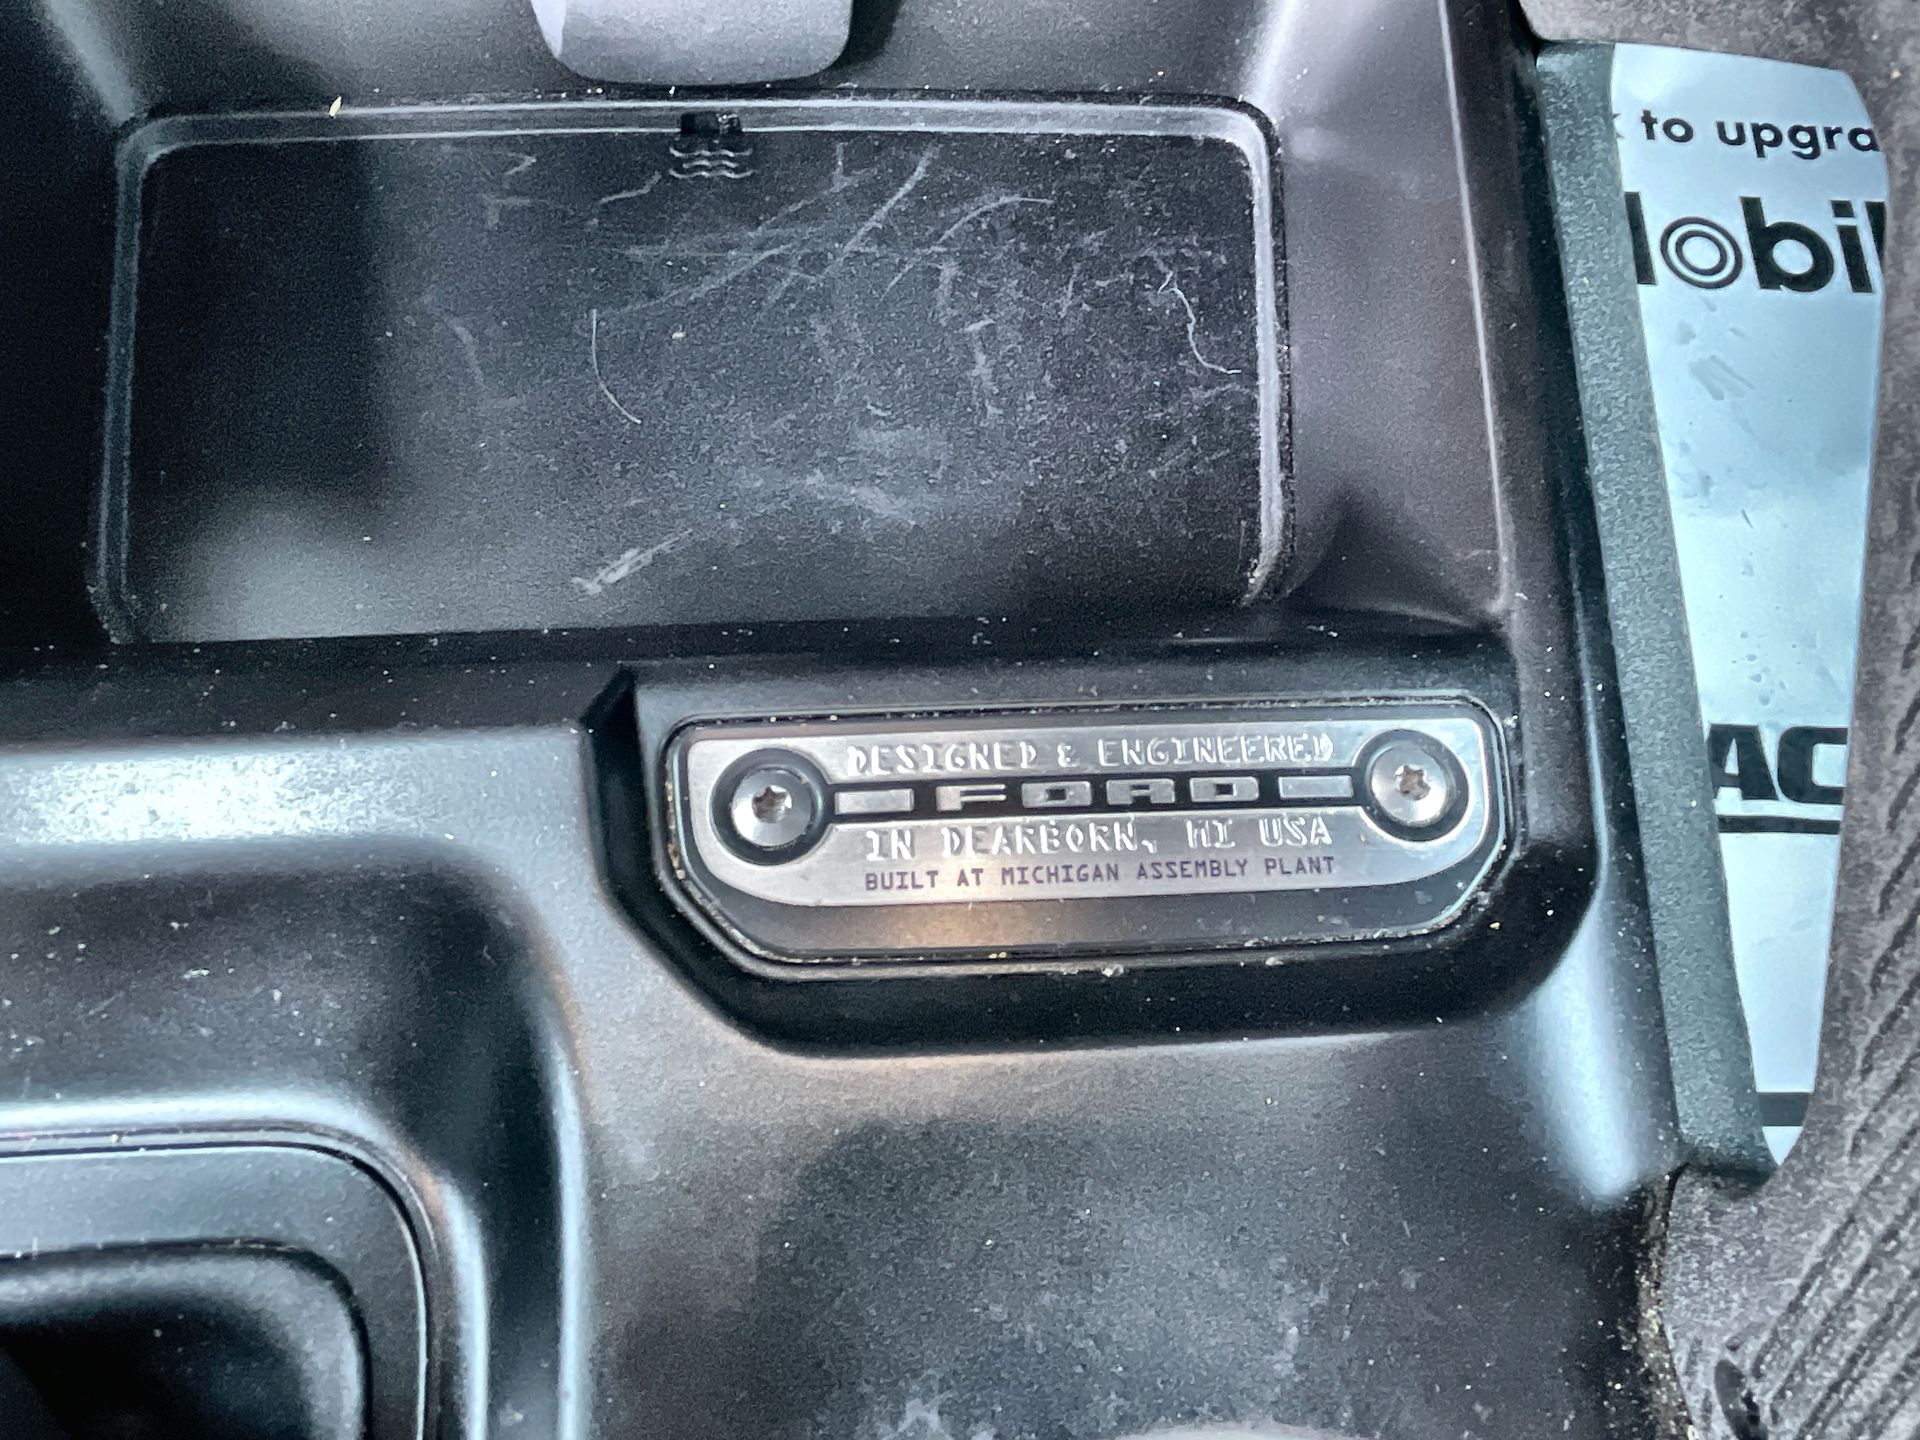 to upgra
lobil
AC
DESIGNED & ENGINEERED
FORD
IN DEARBORN, MI USA
BUILT AT MICHIGAN ASSEMBLY PLANT